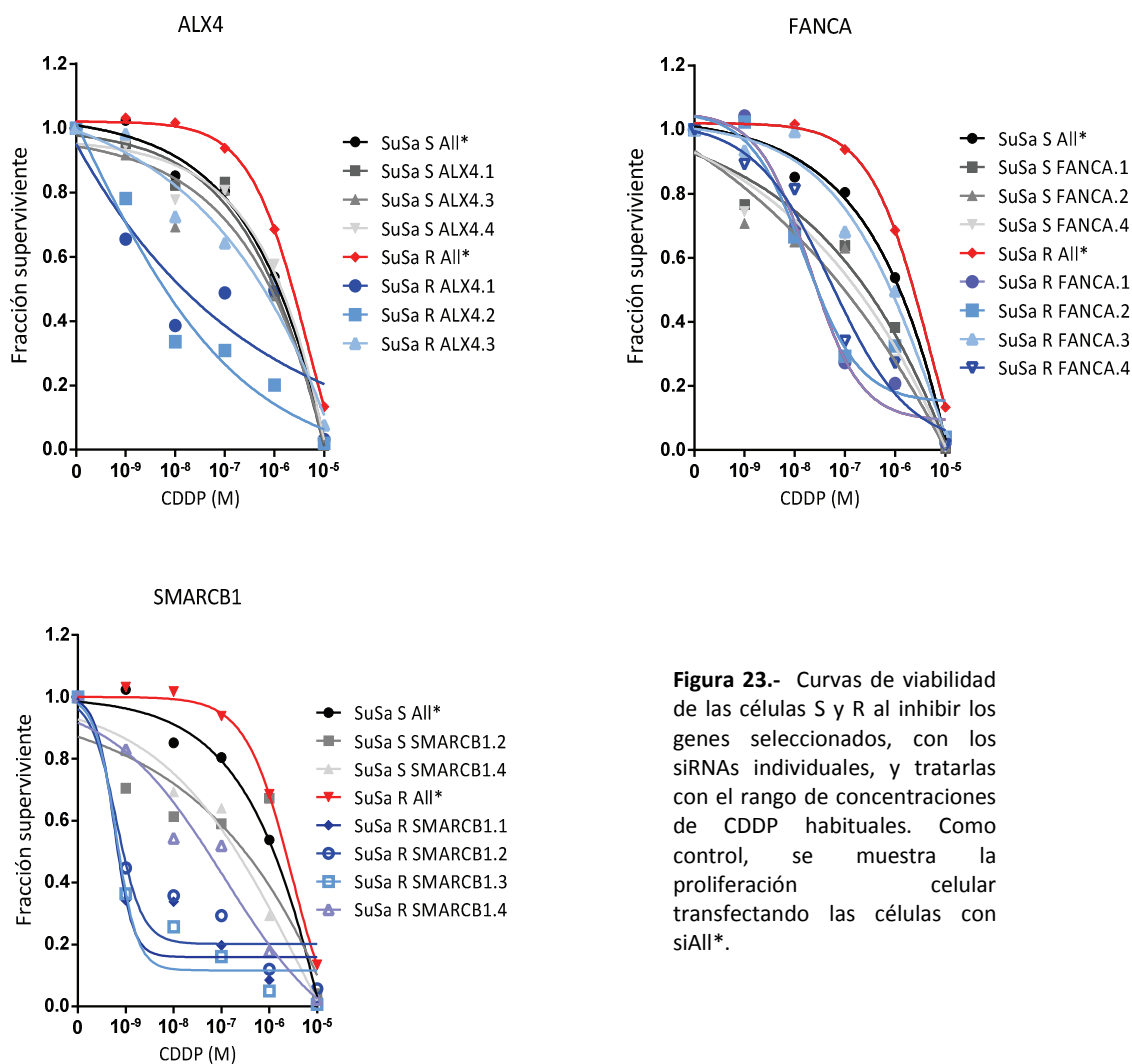 ALX4
Fracción superviviente
1.2
1.0
0.8
0.6
0.4
0.2
0.0
0 10-9 10-8 10-7 10-6 10-5
CDDP (M)
SuSa S All*
SuSa S ALX4.1
SuSa S ALX4.3
SuSa S ALX4.4
SuSa R All*
SuSa R ALX4.1
SuSa R ALX4.2
SuSa R ALX4.3
FANCA
Fracción superviviente
1.2
1.0
0.8
0.6
0.4
0.2
0.0
0 10-9 10-8 10-7 10-6 10-5
CDDP (M)
SuSa S All*
SuSa S FANCA.1
SuSa S FANCA.2
SuSa S FANCA.4
SuSa R All*
SuSa R FANCA.1
SuSa R FANCA.2
SuSa R FANCA.3
SuSa R FANCA.4
SMARCB1
Fracción superviviente
1.2
1.0
0.8
0.6
0.4
0.2
0.0
0 10-9 10-8 10-7 10-6 10-5
CDDP (M)
SuSa S All*
SuSa S SMARCB1.2
SuSa S SMARCB1.4
SuSa R All*
SuSa R SMARCB1.1
SuSa R SMARCB1.2
SuSa R SMARCB1.3
SuSa R SMARCB1.4
Figura 23.- Curvas de viabilidad
de las células S y R al inhibir los
genes seleccionados, con los
siRNAs individuales, y tratarlas
con el rango de concentraciones
de CDDP habituales. Como
control, se muestra la
proliferación celular
transfectando las células con
siAll*.